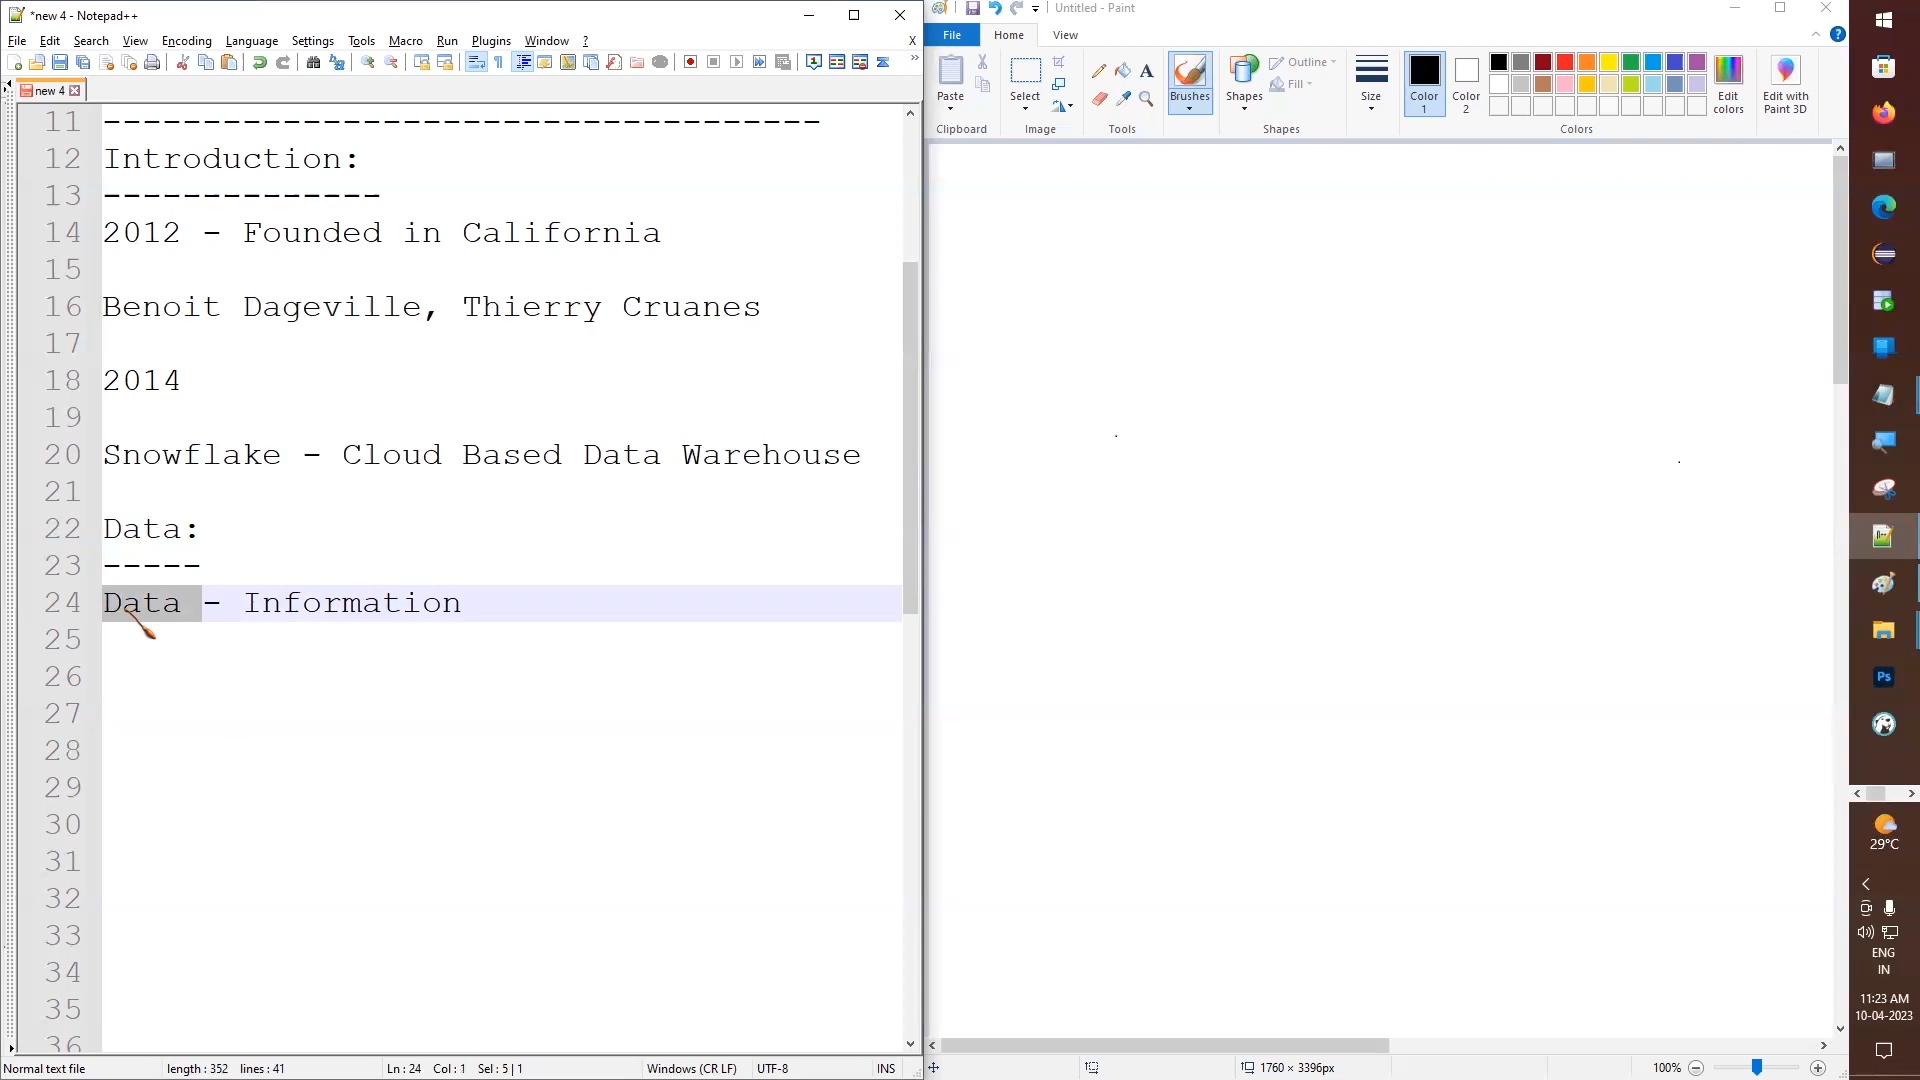 *new 4 - Notepad++
File Edit Search View Encoding Language Settings Tools Macro Run Plugins Window ? X
new 4
11 ------------------------------------
12 Introduction:
13 --------------
14 2012 - Founded in California
15
16 Benoit Dageville, Thierry Cruanes
17
18 2014
19
20 Snowflake - Cloud Based Data Warehouse
21
22 Data:
23 -----
24 Data - Information
25
26
27
28
29
30
31
32
33
34
35
36
Normal text file length : 352 lines : 41 Ln : 24 Col : 1 Sel : 5 | 1 Windows (CR LF) UTF-8 INS
Untitled - Paint
File Home View
Paste Select Brushes Shapes Outline Fill Size Color 1 Color 2 Edit colors Edit with Paint 3D
Clipboard Image Tools Shapes Colors
1760 × 3396px 100%
Ps
29°C
ENG
IN
11:23 AM
10-04-2023